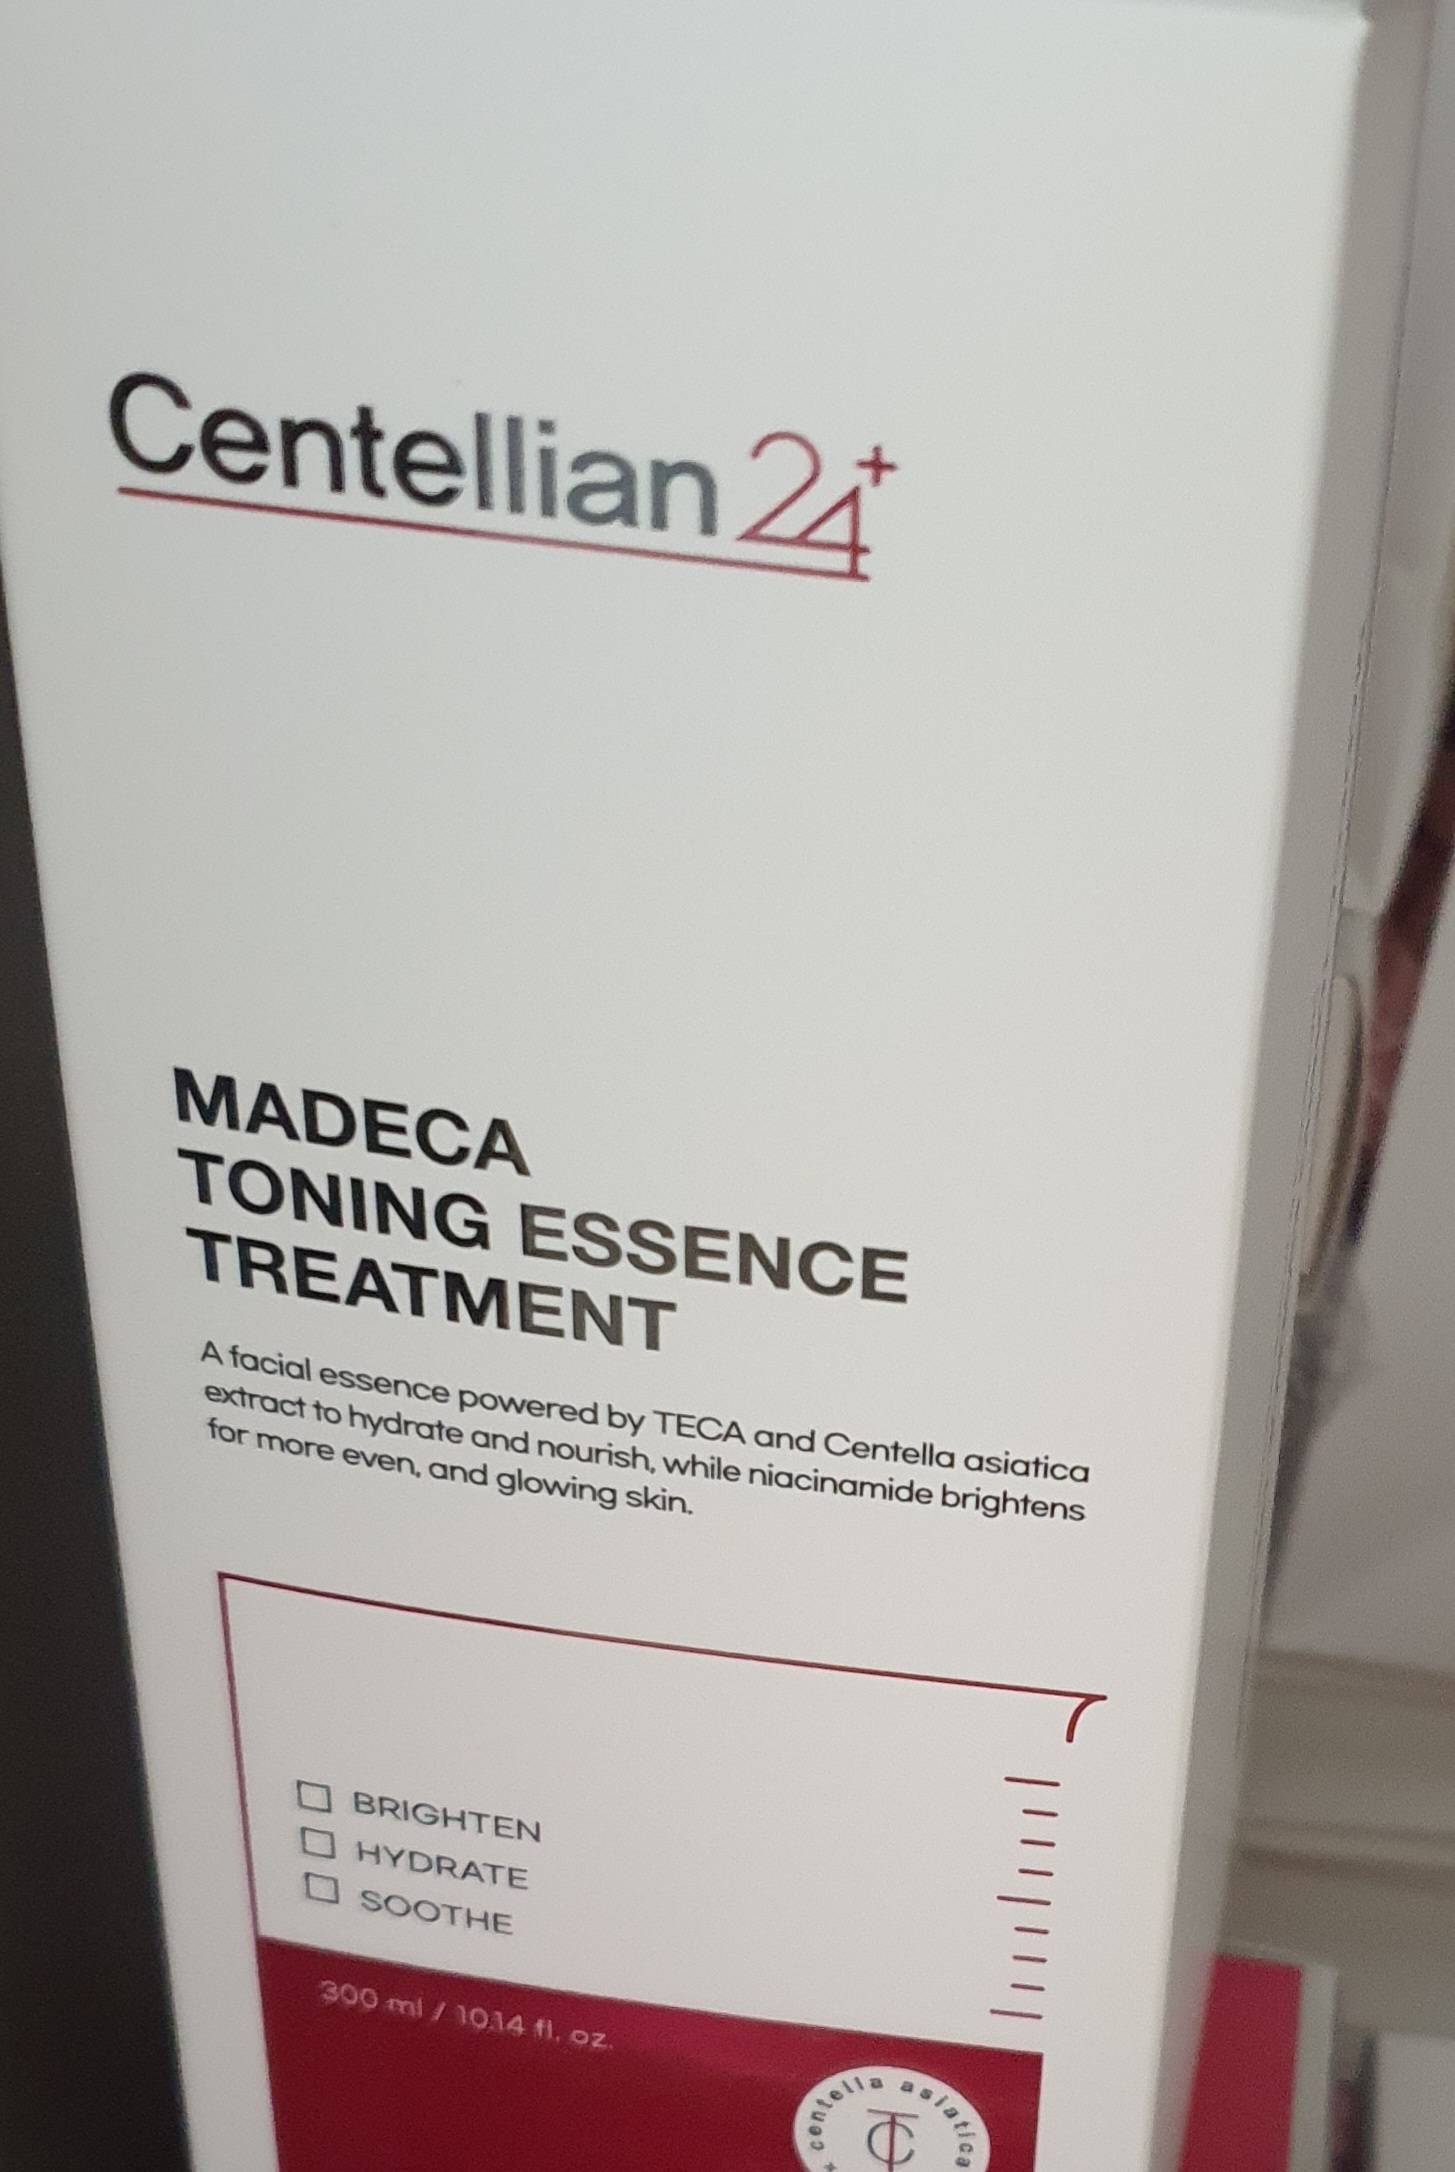 Centellian 24+
MADECA
TONING ESSENCE
TREATMENT
A facial essence powered by TECA and Centella asiatica
extract to hydrate and nourish, while niacinamide brightens
for more even, and glowing skin.
BRIGHTEN
HYDRATE
SOOTHE
300 ml / 10.14 fl. oz.
centella asiatica
TC